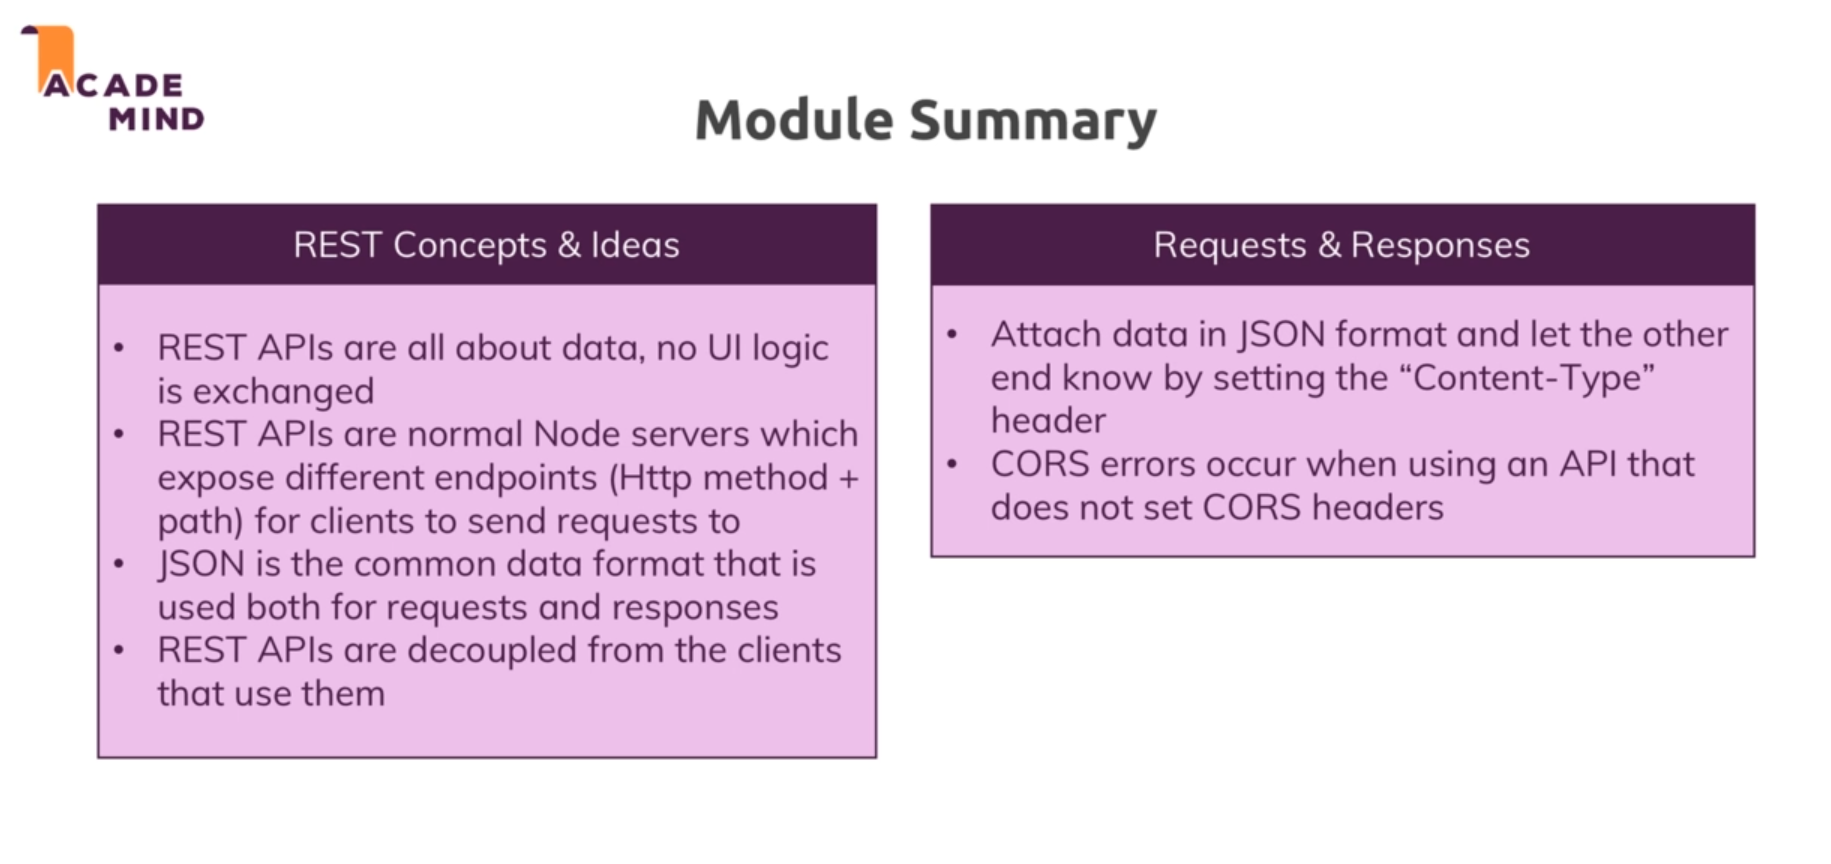 ACADE
MIND
Module Summary
REST Concepts & Ideas
• REST APIs are all about data, no UI logic
is exchanged
• REST APIs are normal Node servers which
expose different endpoints (Http method +
path) for clients to send requests to
• JSON is the common data format that is
used both for requests and responses
• REST APIs are decoupled from the clients
that use them
Requests & Responses
• Attach data in JSON format and let the other
end know by setting the “Content-Type”
header
• CORS errors occur when using an API that
does not set CORS headers